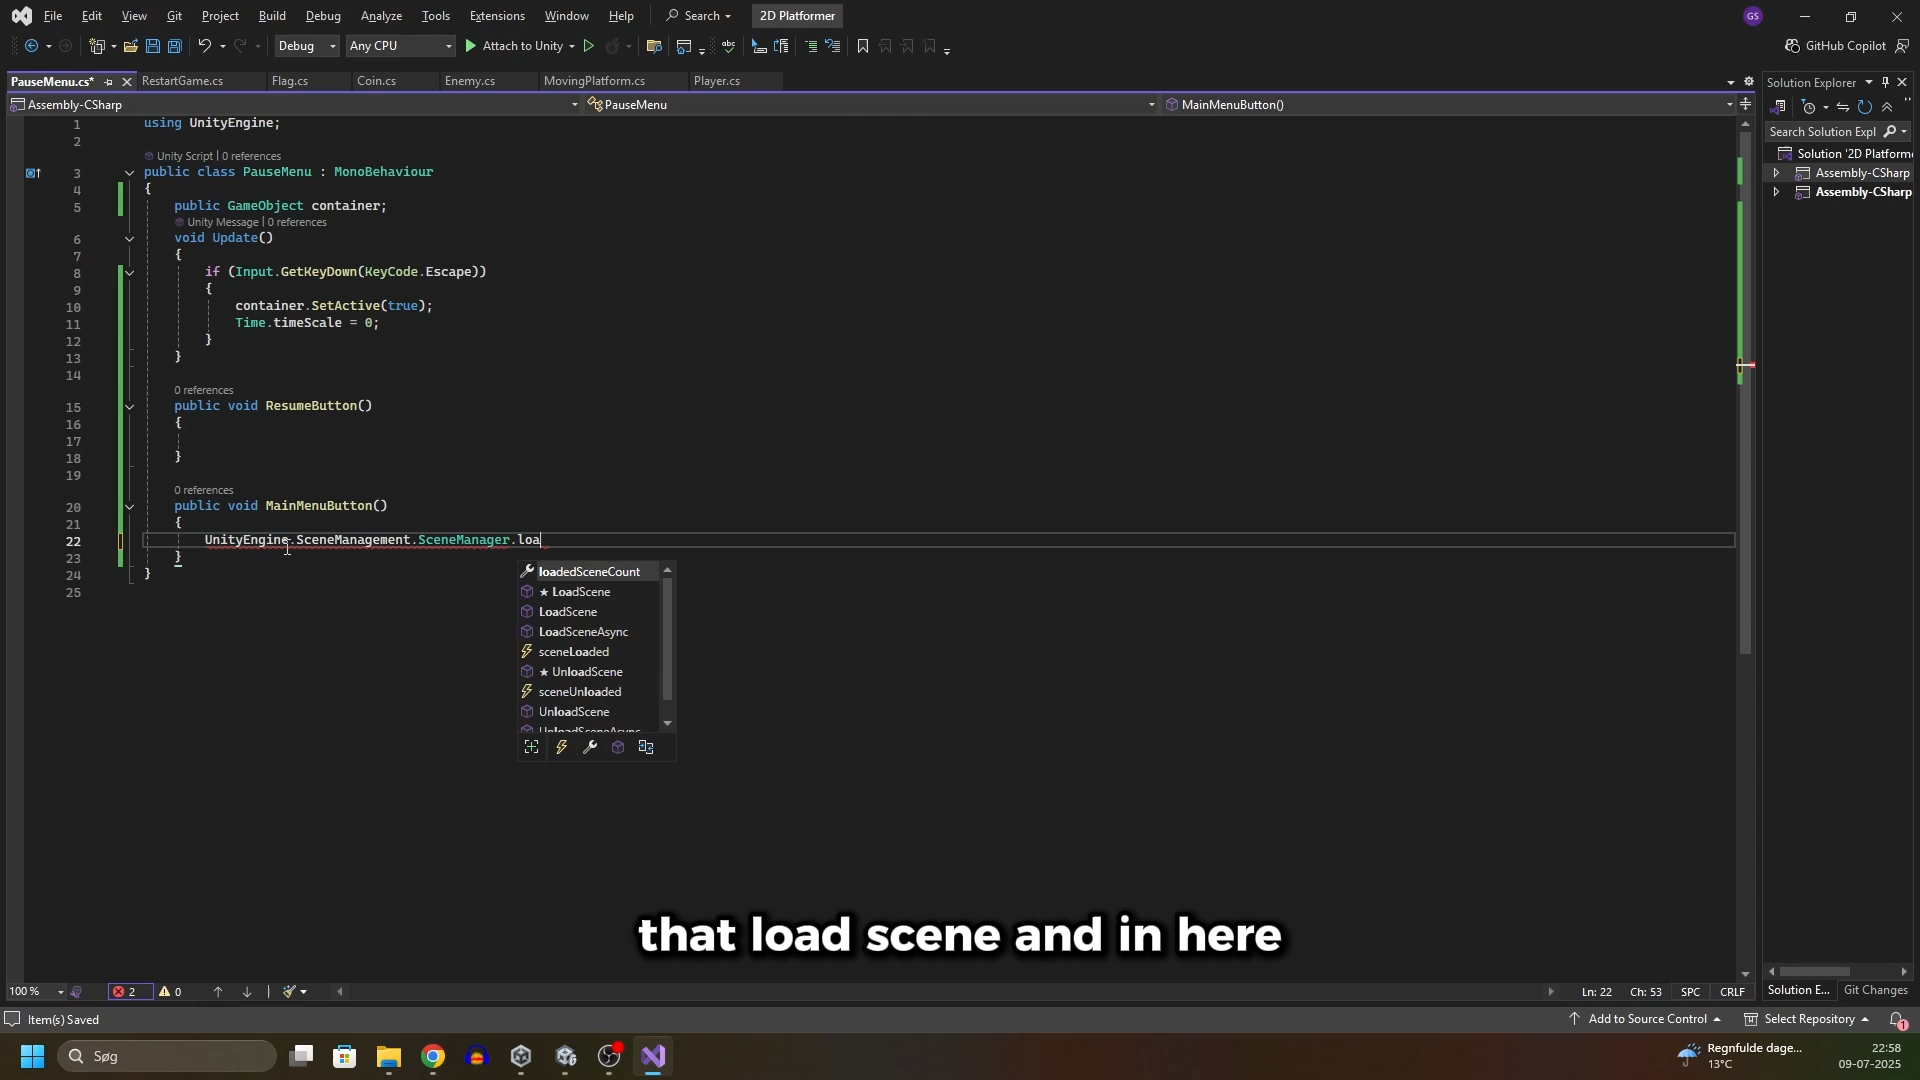 File Edit View Git Project Build Debug Analyze Tools Extensions Window Help Search 2D Platformer GS
Debug Any CPU Attach to Unity GitHub Copilot
PauseMenu.cs* RestartGame.cs Flag.cs Coin.cs Enemy.cs MovingPlatform.cs Player.cs Solution Explorer
Assembly-CSharp PauseMenu MainMenuButton()
Search Solution Expl
Solution '2D Platform
Assembly-CSharp
Assembly-CSharp
1 using UnityEngine;
2
Unity Script | 0 references
3 public class PauseMenu : MonoBehaviour
4 {
5 public GameObject container;
Unity Message | 0 references
6 void Update()
7 {
8 if (Input.GetKeyDown(KeyCode.Escape))
9 {
10 container.SetActive(true);
11 Time.timeScale = 0;
12 }
13 }
14
0 references
15 public void ResumeButton()
16 {
17
18 }
19
0 references
20 public void MainMenuButton()
21 {
22 UnityEngine.SceneManagement.SceneManager.loa
23 }
24 }
25
loadedSceneCount
★ LoadScene
LoadScene
LoadSceneAsync
sceneLoaded
★ UnloadScene
sceneUnloaded
UnloadScene
UnloadSceneAsync
that load scene and in here
100 % 2 0 Ln: 22 Ch: 53 SPC CRLF
Solution E... Git Changes
Item(s) Saved Add to Source Control Select Repository 1
Søg
Regnfulde dage...
13°C
22:58
09-07-2025